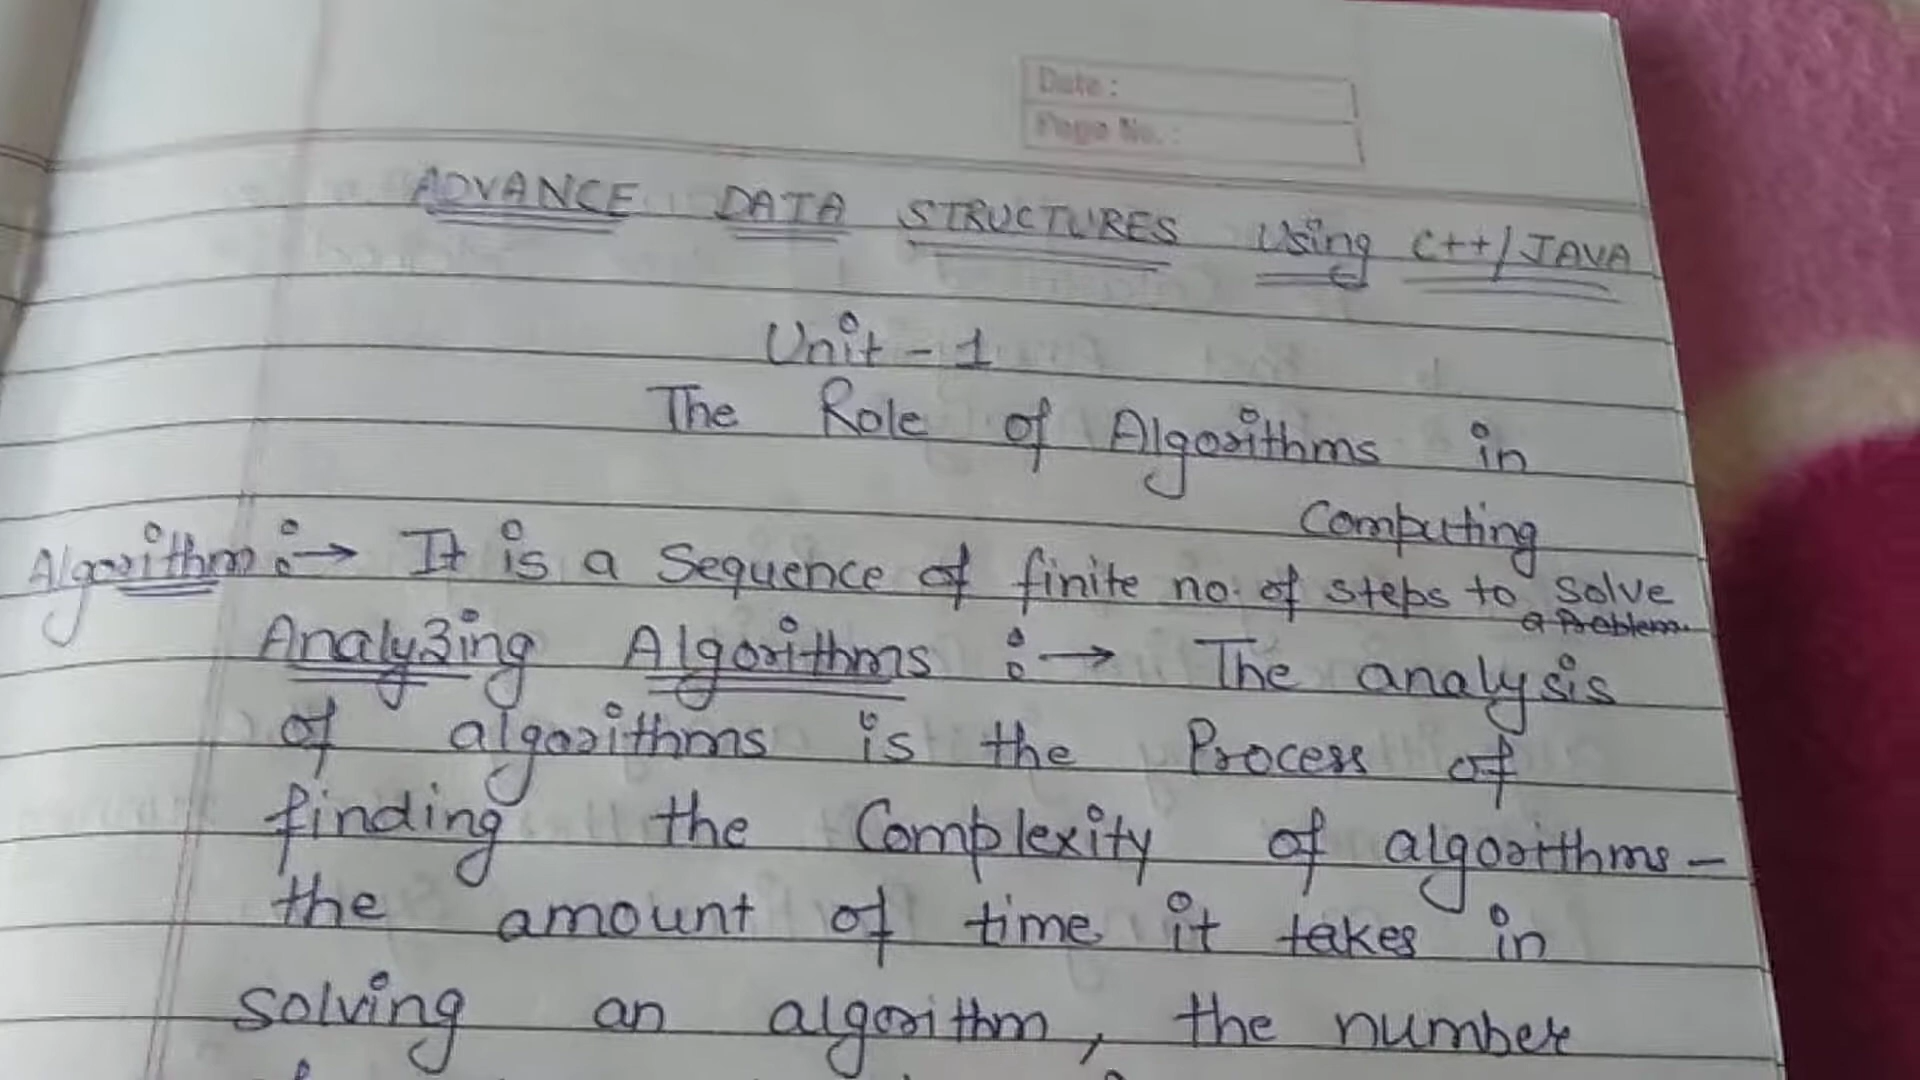 Date :
Page No. :
ADVANCE DATA STRUCTURES Using C++/JAVA
Unit - 1
The Role of Algorithms in
Computing
Algorithm :→ It is a Sequence of finite no. of steps to solve
a Problem.
Analyzing Algorithms :→ The analysis
of algorithms is the Process of
finding the Complexity of algorithms -
the amount of time it takes in
solving an algorithm, the number